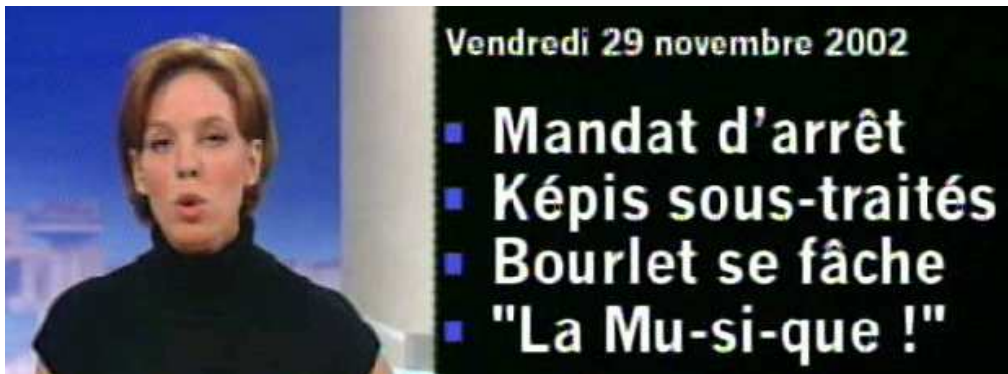 Vendredi 29 novembre 2002
Mandat d'arrêt
Képis sous-traités
Bourlet se fâche
"La Mu-si-que !"